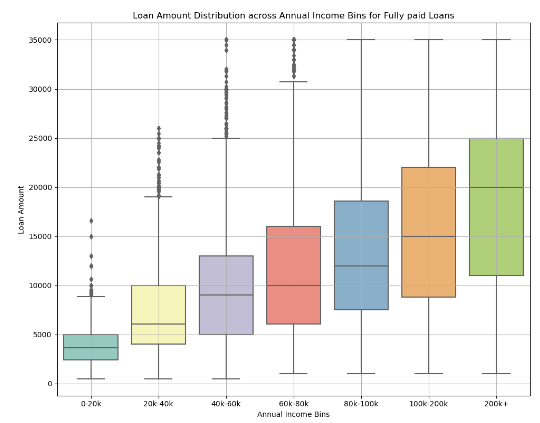 Loan Amount Distribution across Annual Income Bins for Fully paid Loans
35000
30000
25000
20000
15000
10000
5000
0
Loan Amount
0-20k 20k-40k 40k-60k 60k-80k 80k-100k 100k-200k 200k+
Annual Income Bins